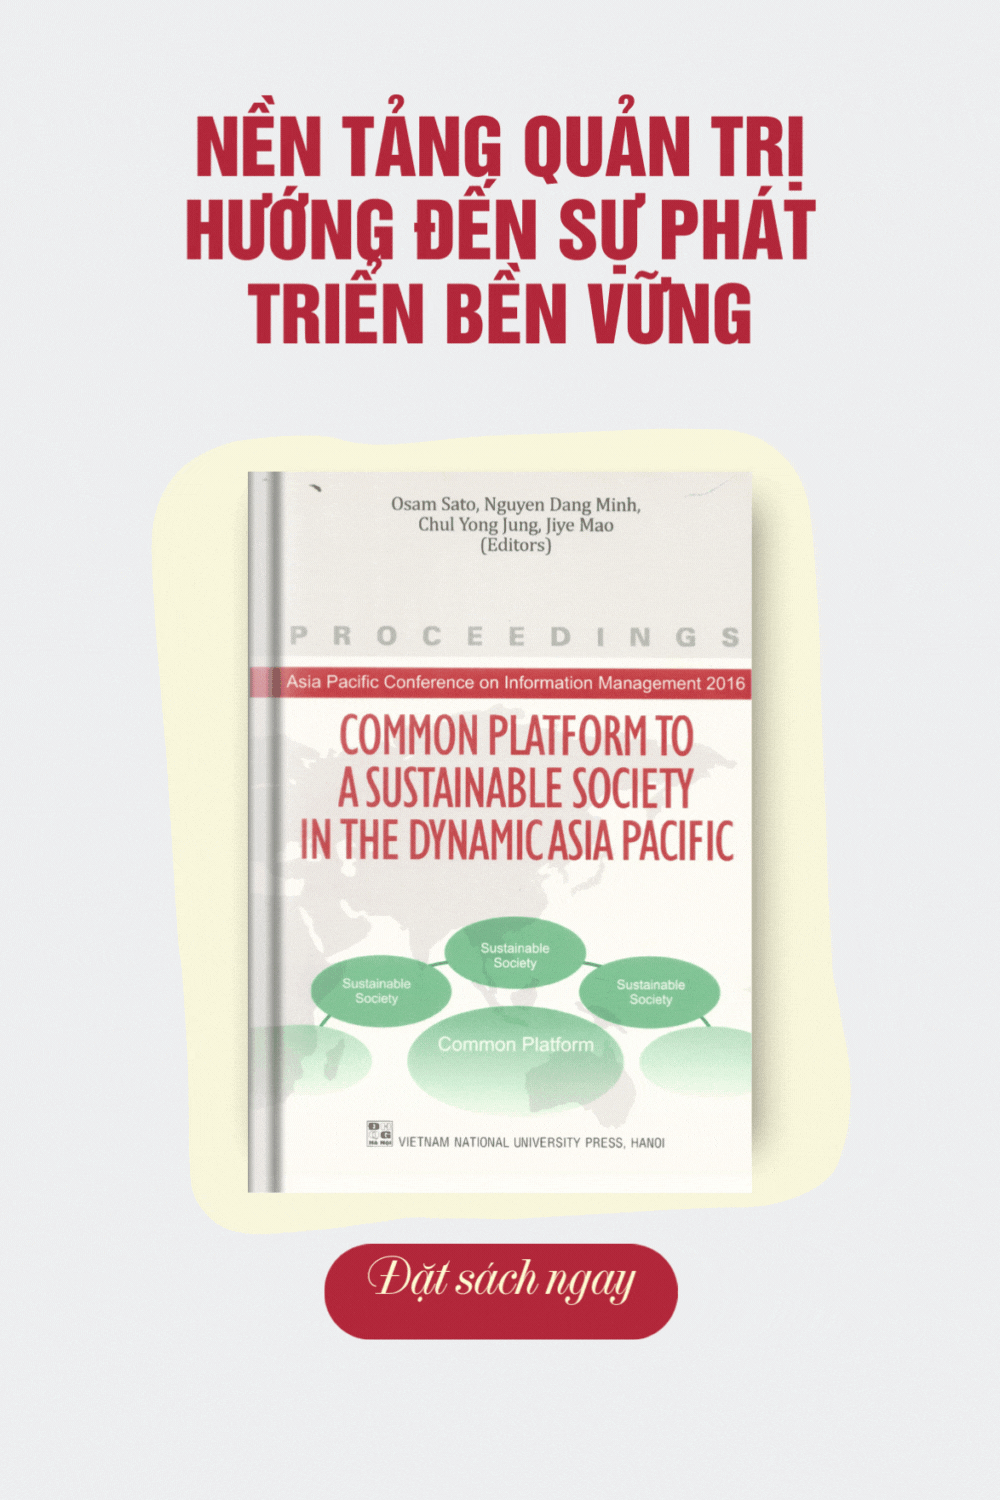 NỀN TẢNG QUẢN TRỊ
HƯỚNG ĐẾN SỰ PHÁT
TRIỂN BỀN VỮNG
Osam Sato, Nguyen Dang Minh,
Chul Yong Jung, Jiye Mao
(Editors)
PROCEEDINGS
Asia Pacific Conference on Information Management 2016
COMMON PLATFORM TO
A SUSTAINABLE SOCIETY
IN THE DYNAMIC ASIA PACIFIC
Sustainable
Society
Sustainable
Society
Sustainable
Society
Common Platform
VIETNAM NATIONAL UNIVERSITY PRESS, HANOI
Đặt sách ngay